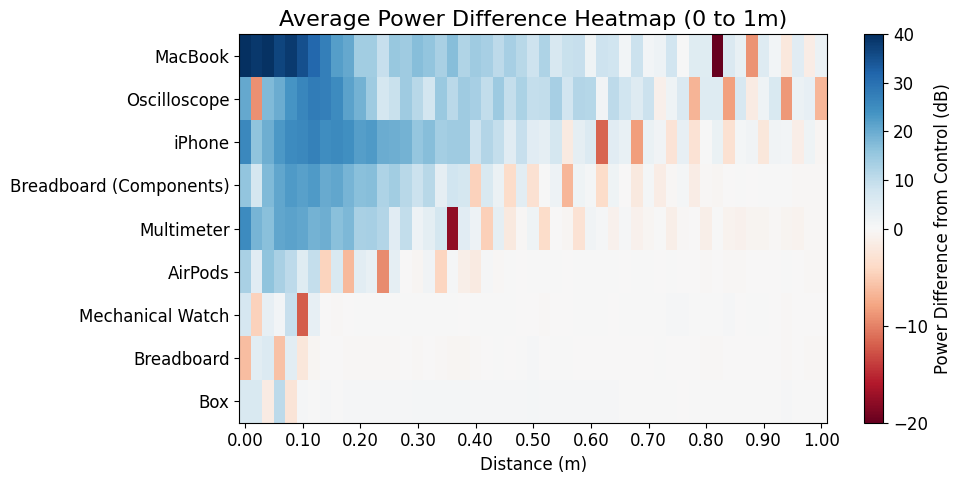 Average Power Difference Heatmap (0 to 1m)
MacBook
Oscilloscope
iPhone
Breadboard (Components)
Multimeter
AirPods
Mechanical Watch
Breadboard
Box
0.00 0.10 0.20 0.30 0.40 0.50 0.60 0.70 0.80 0.90 1.00
Distance (m)
40
30
20
10
0
−10
−20
Power Difference from Control (dB)